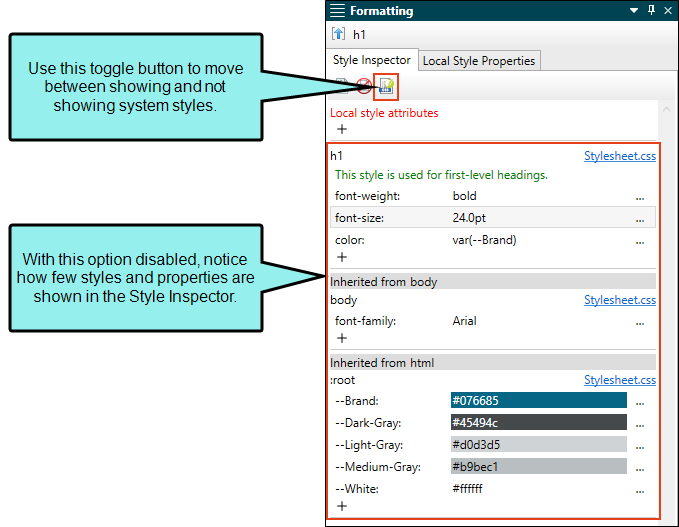 Formatting
h1
Style Inspector
Local Style Properties
Use this toggle button to move
between showing and not
showing system styles.
Local style attributes
+
h1 Stylesheet.css
This style is used for first-level headings.
font-weight: bold ...
font-size: 24.0pt ...
color: var(--Brand) ...
+
With this option disabled, notice
how few styles and properties are
shown in the Style Inspector.
Inherited from body
body Stylesheet.css
font-family: Arial ...
+
Inherited from html
:root Stylesheet.css
--Brand: #076685 ...
--Dark-Gray: #45494c ...
--Light-Gray: #d0d3d5 ...
--Medium-Gray: #b9bec1 ...
--White: #ffffff ...
+